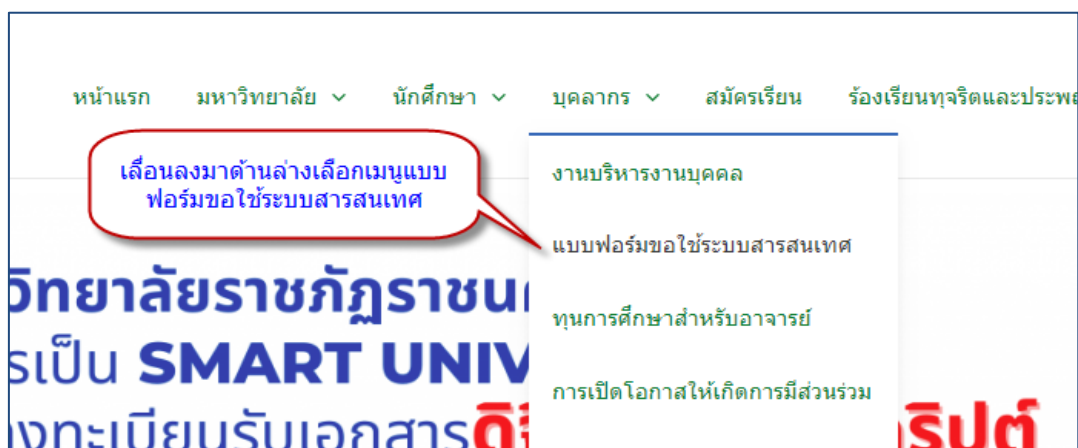 หน้าแรก มหาวิทยาลัย นักศึกษา บุคลากร สมัครเรียน ร้องเรียนทุจริตและประพ
เลื่อนลงมาด้านล่างเลือกเมนูแบบ
ฟอร์มขอใช้ระบบสารสนเทศ
งานบริหารงานบุคคล
แบบฟอร์มขอใช้ระบบสารสนเทศ
ทุนการศึกษาสำหรับอาจารย์
การเปิดโอกาสให้เกิดการมีส่วนร่วม
วิทยาลัยราชภัฏราชน
รเป็น SMART UNIV
งทะเบียนรับเอกสารดิ
ริปต์